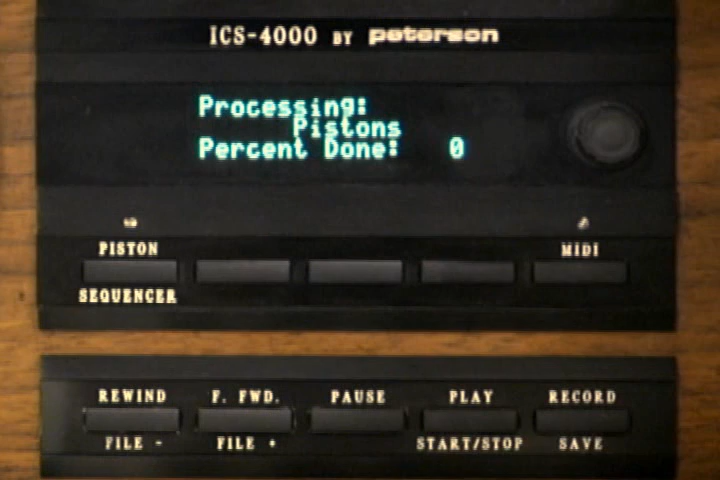 ICS-4000 BY peterson
Processing:
Pistons
Percent Done: 0
PISTON MIDI
SEQUENCER
REWIND F. FWD. PAUSE PLAY RECORD
FILE - FILE + START/STOP SAVE